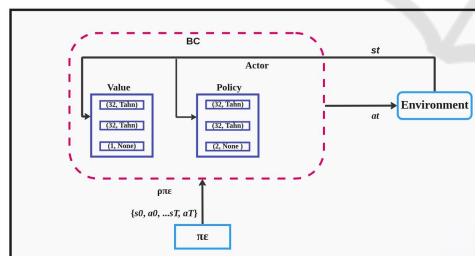 BC
st
Actor
Value
Policy
(32, Tahn)
(32, Tahn)
(32, Tahn)
(32, Tahn)
(1, None)
(2, None )
Environment
at
ρπε
{s0, a0, ...sT, aT}
πε